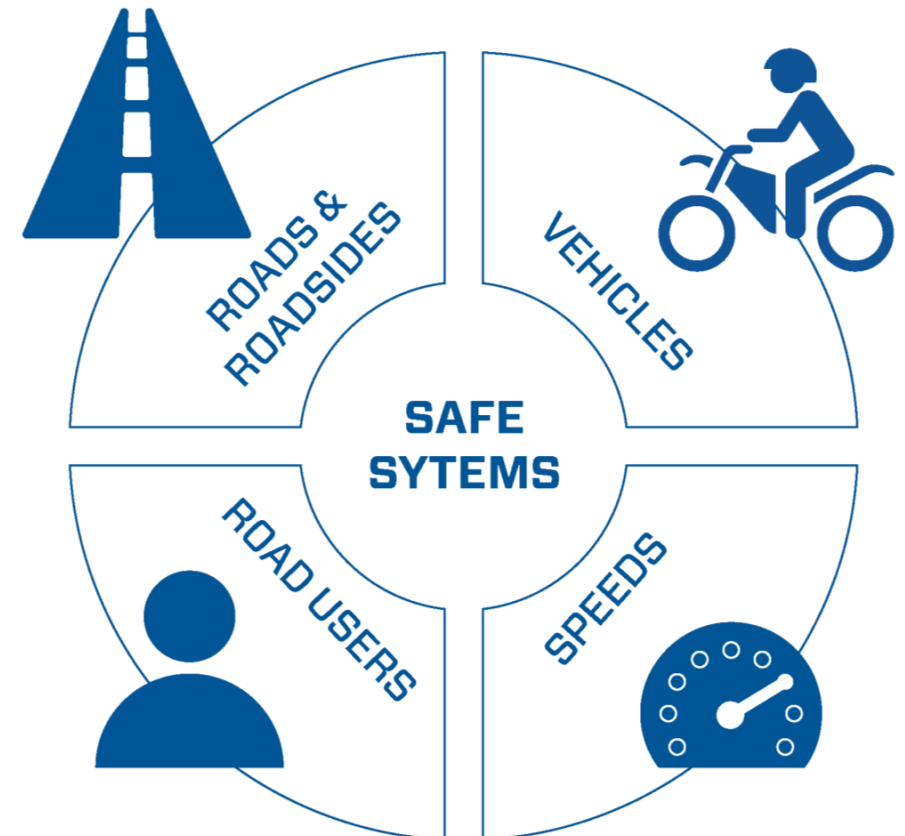 ROADS &
ROADSIDES
VEHICLES
SAFE
SYTEMS
ROAD USERS
SPEEDS